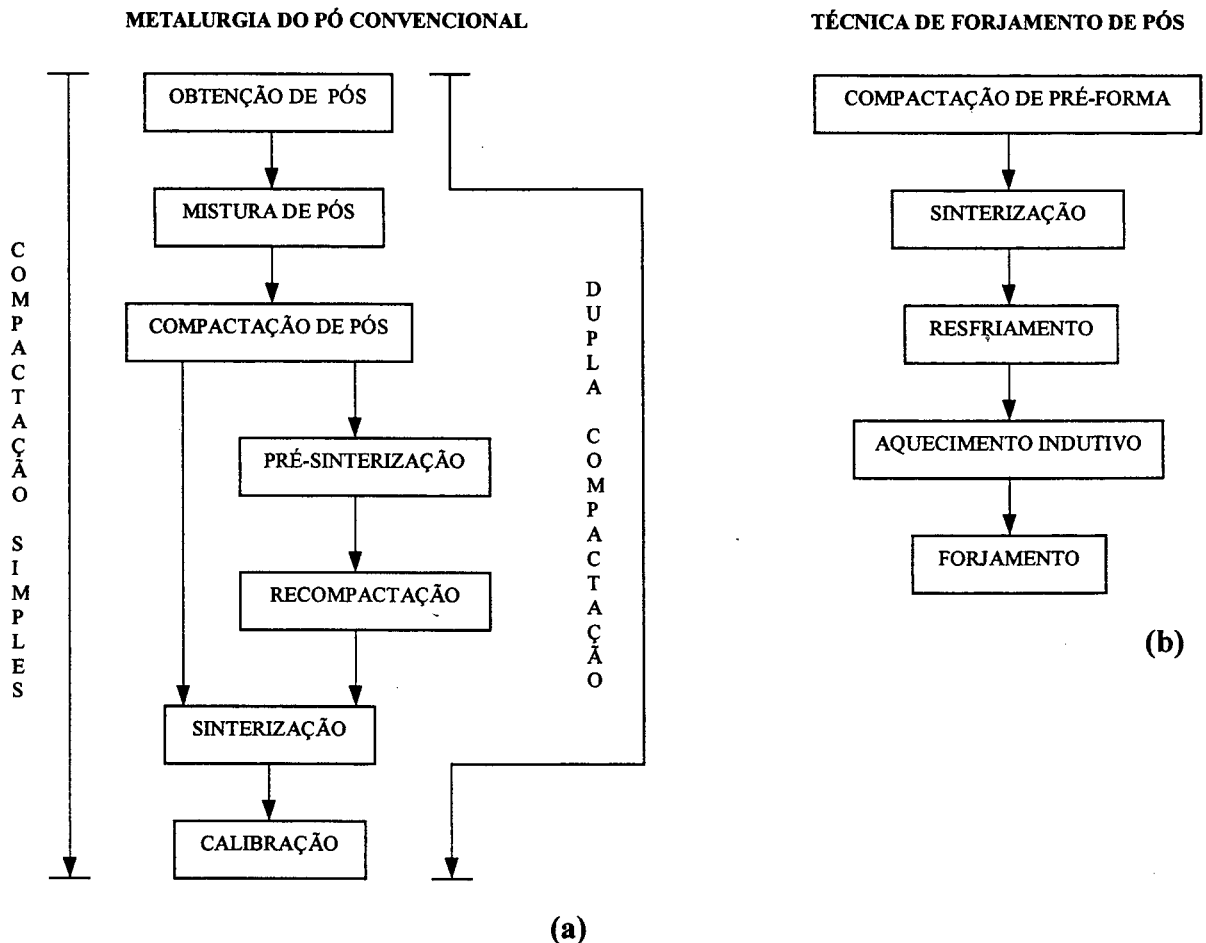 METALURGIA DO PÓ CONVENCIONAL
OBTENÇÃO DE PÓS
MISTURA DE PÓS
COMPACTAÇÃO DE PÓS
PRÉ-SINTERIZAÇÃO
RECOMPACTAÇÃO
SINTERIZAÇÃO
CALIBRAÇÃO
COMPACTAÇÃO SIMPLES
DUPLA COMPACTAÇÃO
(a)
TÉCNICA DE FORJAMENTO DE PÓS
COMPACTAÇÃO DE PRÉ-FORMA
SINTERIZAÇÃO
RESFRIAMENTO
AQUECIMENTO INDUTIVO
FORJAMENTO
(b)